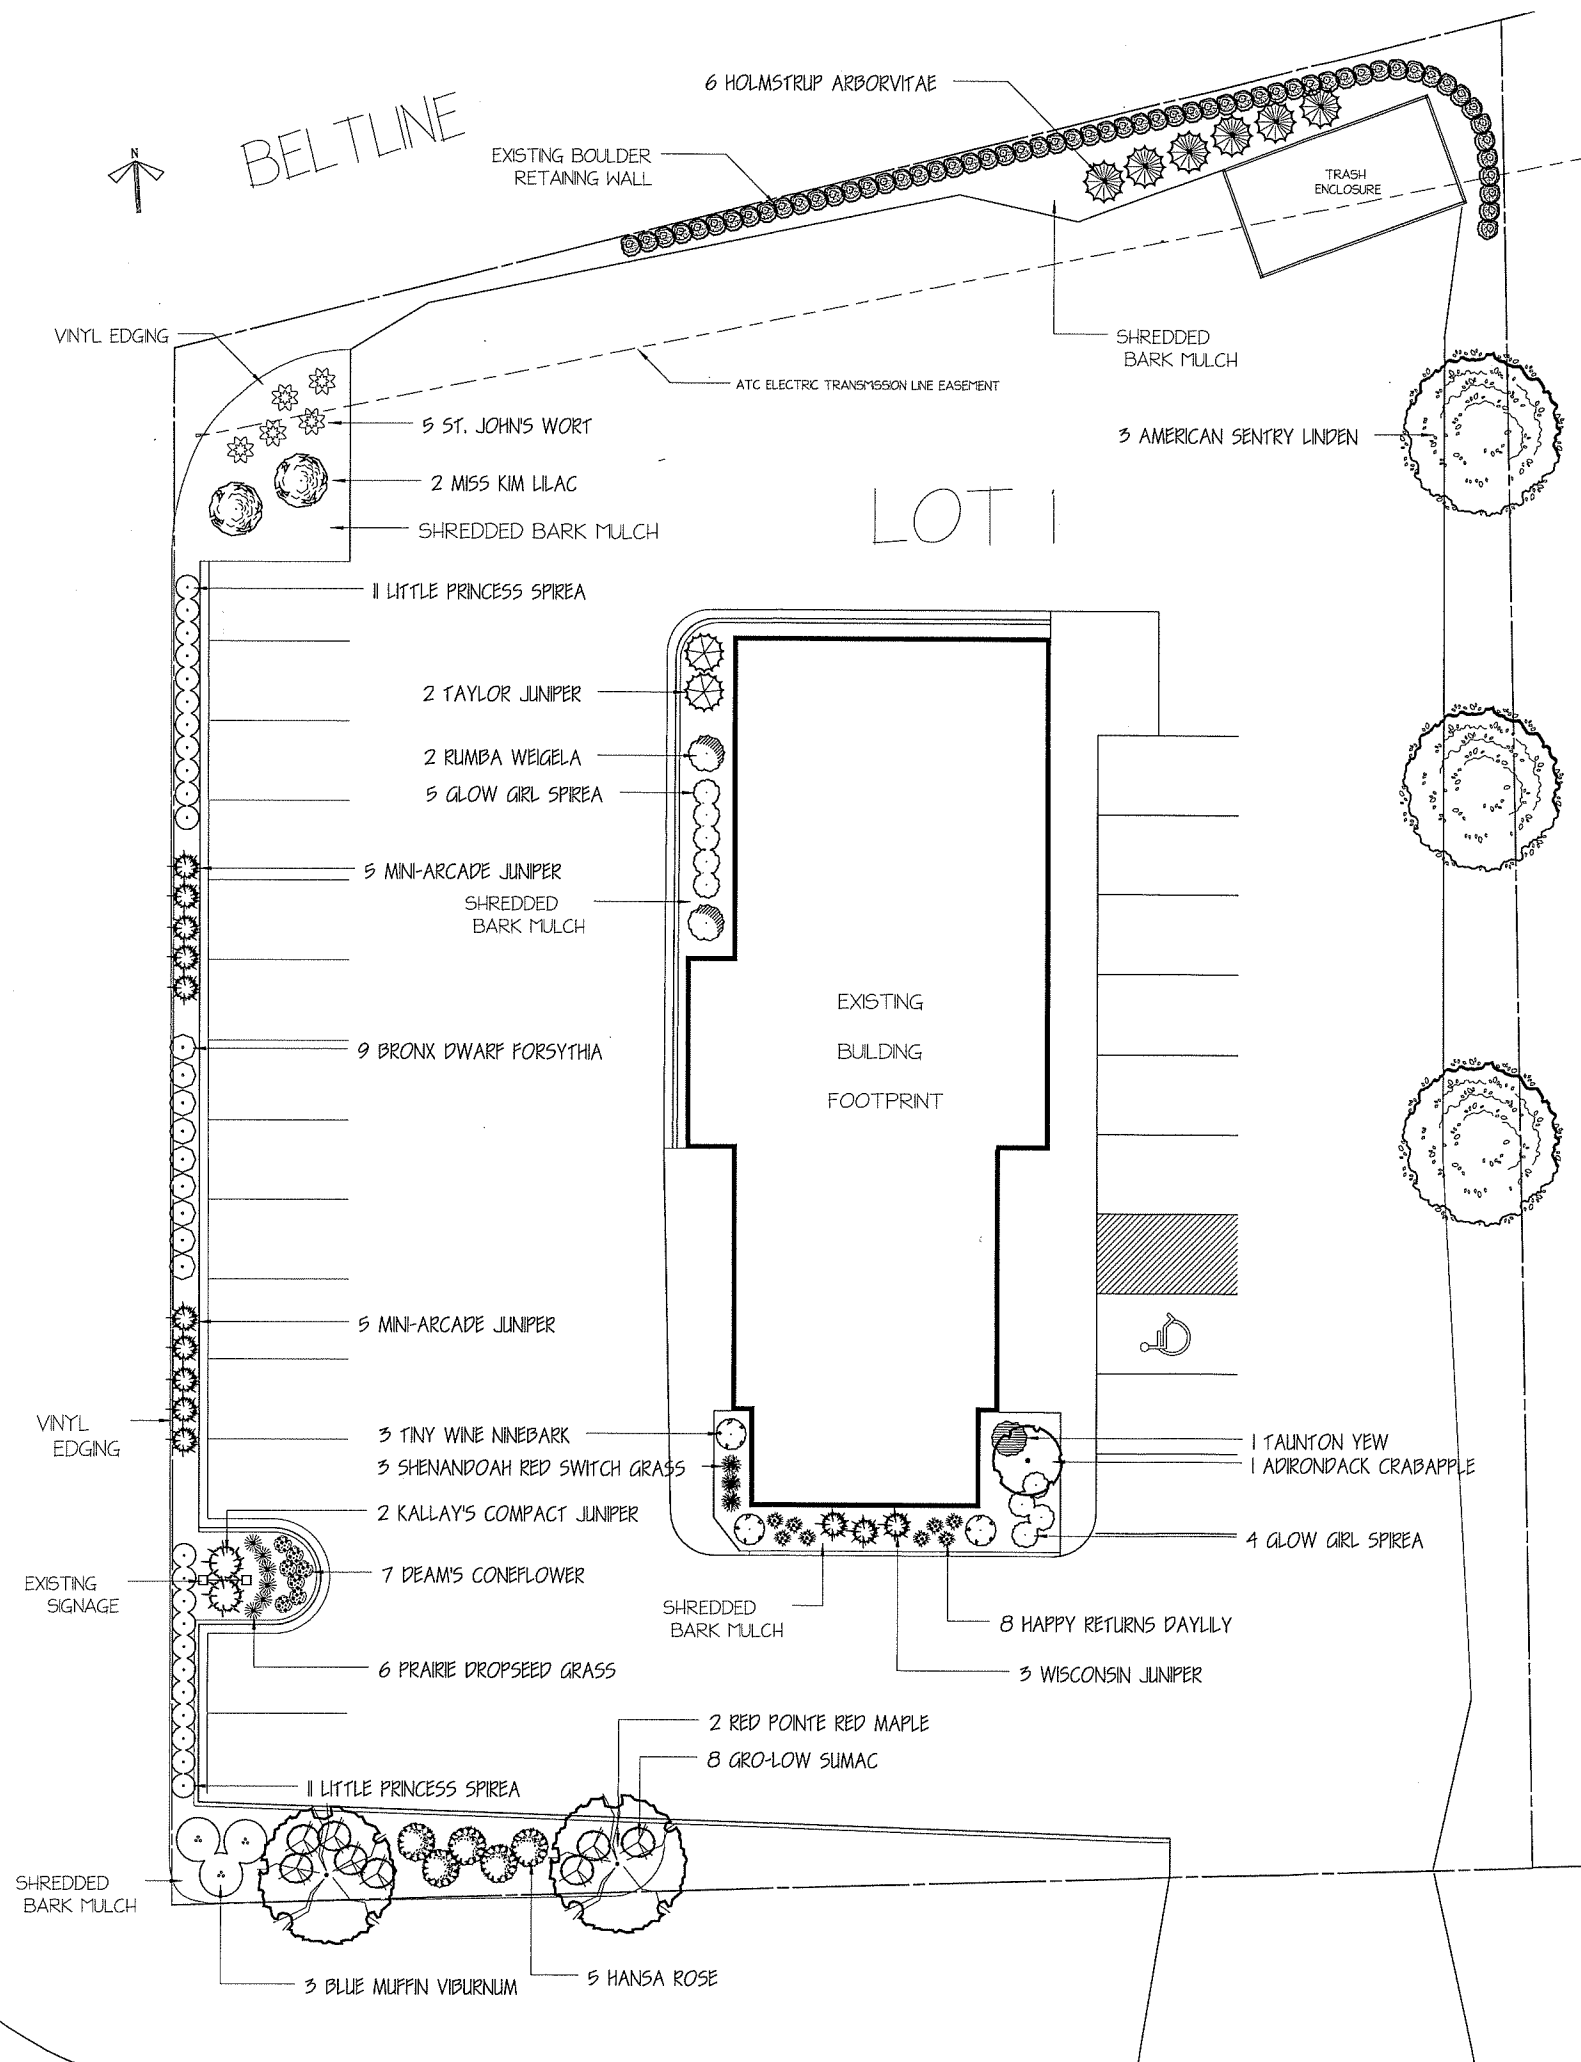 6 HOLMSTRUP ARBORVITAE
BELTLINE
N
EXISTING BOULDER
RETAINING WALL
TRASH
ENCLOSURE
VINYL EDGING
SHREDDED
BARK MULCH
ATC ELECTRIC TRANSMSSION LINE EASEMENT
5 ST. JOHN'S WORT
3 AMERICAN SENTRY LINDEN
2 MISS KIM LILAC
LOT 1
SHREDDED BARK MULCH
11 LITTLE PRINCESS SPIREA
2 TAYLOR JUNIPER
2 RUMBA WEIGELA
5 GLOW GIRL SPIREA
5 MINI-ARCADE JUNIPER
SHREDDED
BARK MULCH
EXISTING
BUILDING
FOOTPRINT
9 BRONX DWARF FORSYTHIA
5 MINI-ARCADE JUNIPER
VINYL
EDGING
3 TINY WINE NINEBARK
3 SHENANDOAH RED SWITCH GRASS
1 TAUNTON YEW
1 ADIRONDACK CRABAPPLE
2 KALLAY'S COMPACT JUNIPER
4 GLOW GIRL SPIREA
EXISTING
SIGNAGE
7 DEAM'S CONEFLOWER
SHREDDED
BARK MULCH
8 HAPPY RETURNS DAYLILY
6 PRAIRIE DROPSEED GRASS
3 WISCONSIN JUNIPER
2 RED POINTE RED MAPLE
8 GRO-LOW SUMAC
11 LITTLE PRINCESS SPIREA
SHREDDED
BARK MULCH
3 BLUE MUFFIN VIBURNUM
5 HANSA ROSE